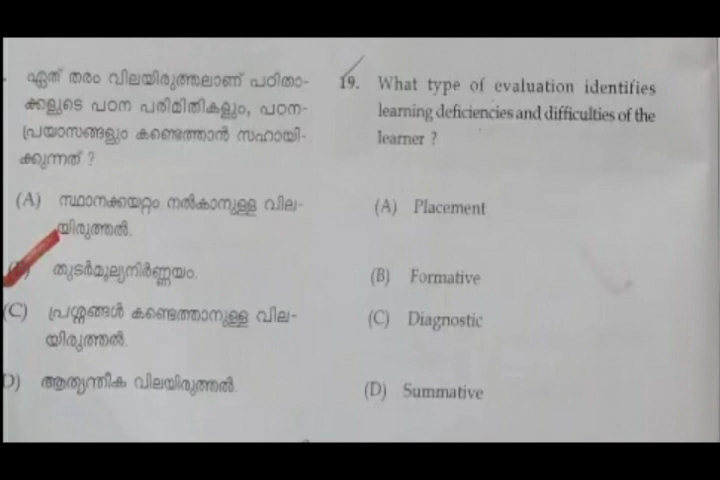 ഏത് തരം വിലയിരുത്തലാണ് പഠിതാ-
ക്കളുടെ പഠന പരിമിതികളും, പഠന-
പ്രയാസങ്ങളും കണ്ടെത്താൻ സഹായി-
ക്കുന്നത് ?
(A) സ്ഥാനക്കയറ്റം നൽകാനുള്ള വില-
യിരുത്തൽ.
തുടർമൂല്യനിർണ്ണയം.
(C) പ്രശ്നങ്ങൾ കണ്ടെത്താനുള്ള വില-
യിരുത്തൽ.
D) ആത്യന്തിക വിലയിരുത്തൽ.
19. What type of evaluation identifies
learning deficiencies and difficulties of the
learner ?
(A) Placement
(B) Formative
(C) Diagnostic
(D) Summative